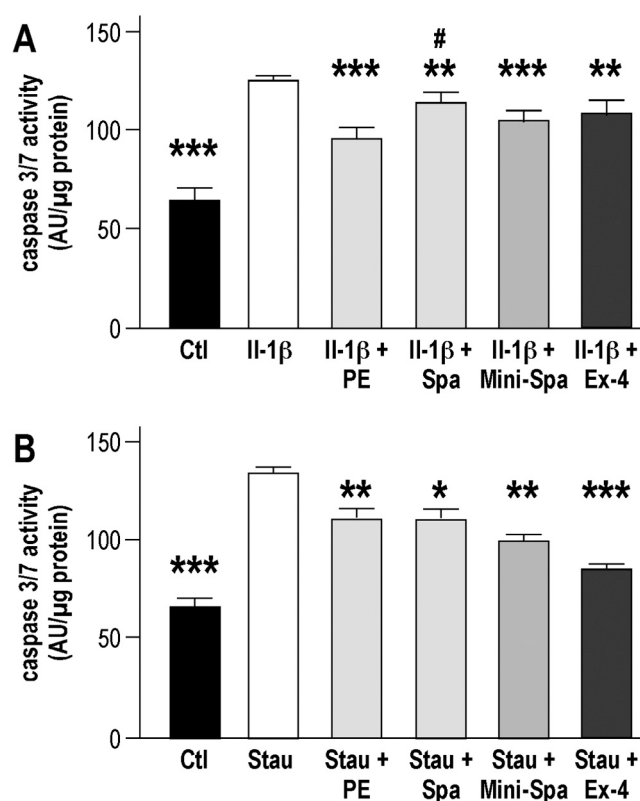 A
caspase 3/7 activity
(AU/µg protein)
150
100
50
0
#
*** *** ** *** **
Ctl Il-1β Il-1β + Il-1β + Il-1β + Il-1β +
PE Spa Mini-Spa Ex-4
B
caspase 3/7 activity
(AU/µg protein)
150
100
50
0
*** ** * ** ***
Ctl Stau Stau + Stau + Stau + Stau +
PE Spa Mini-Spa Ex-4